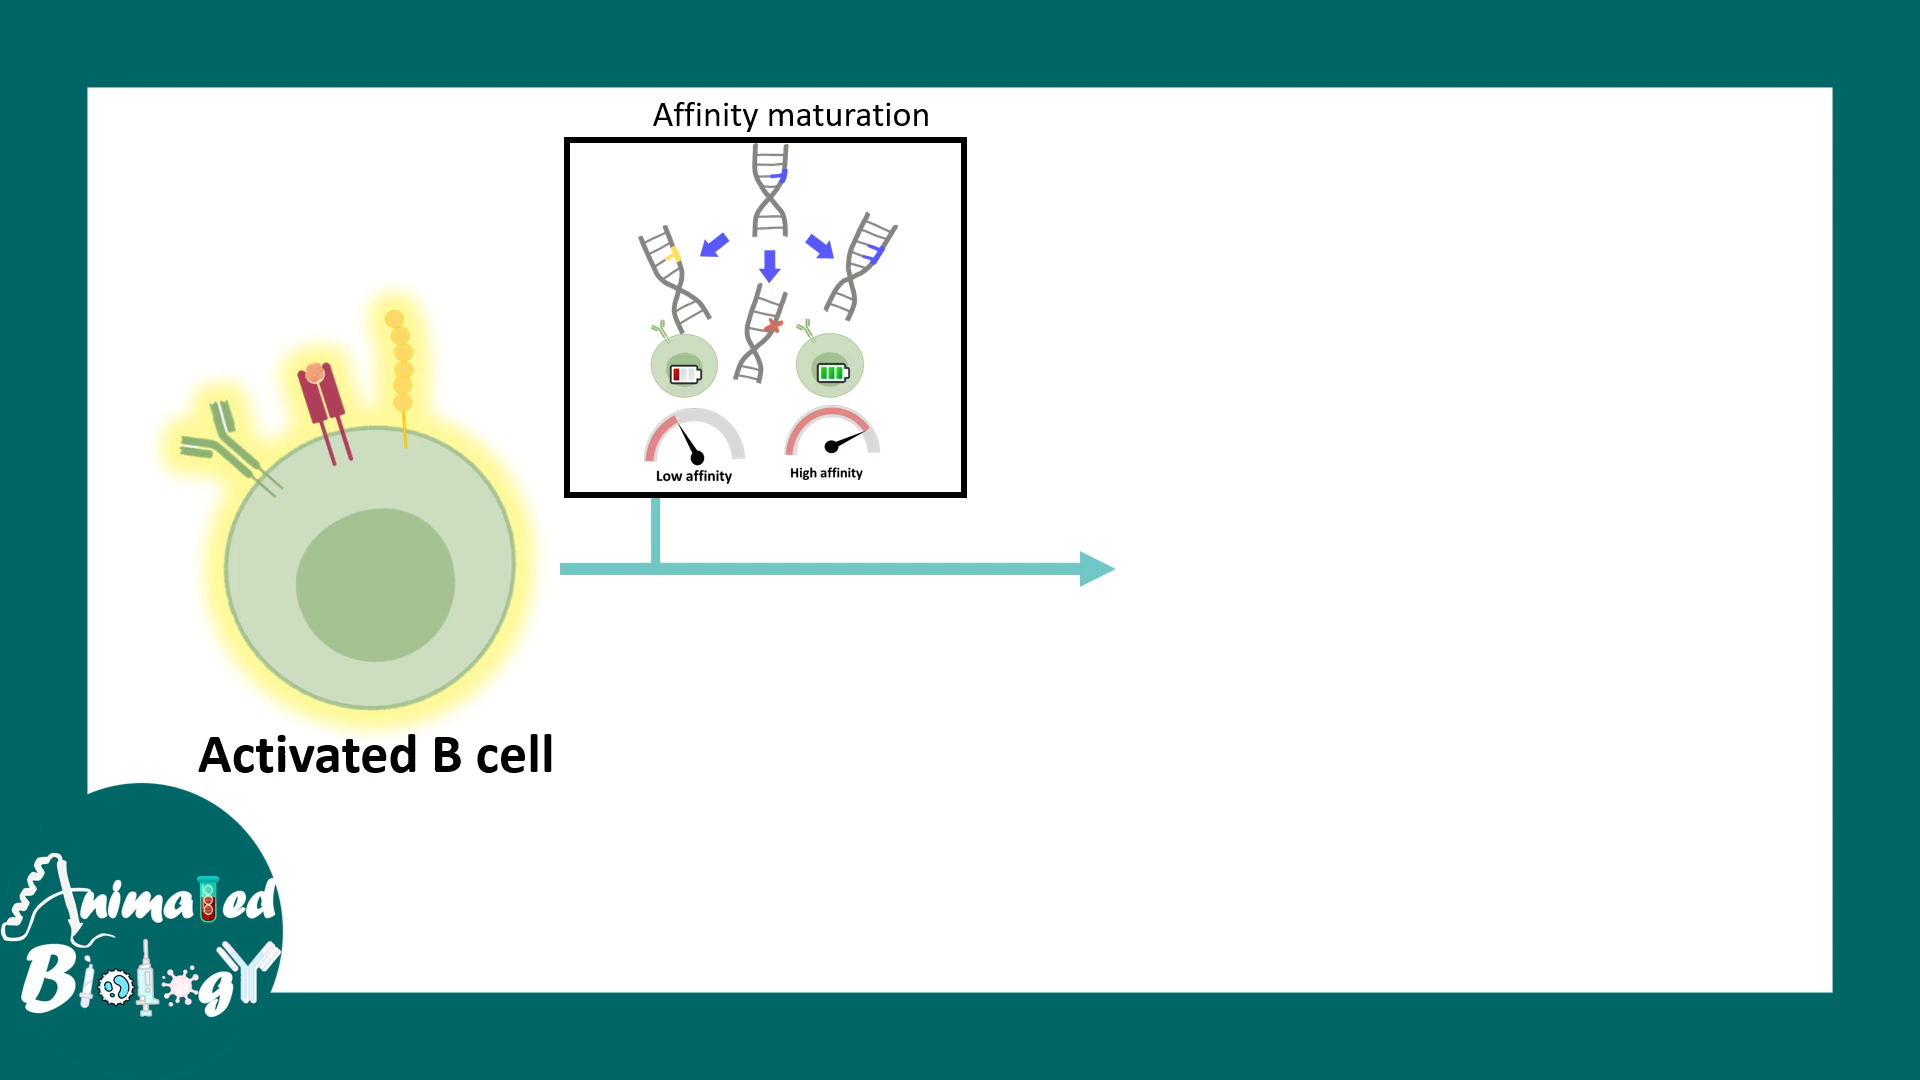 Affinity maturation
Low affinity
High affinity
Activated B cell
Animated
BiologY